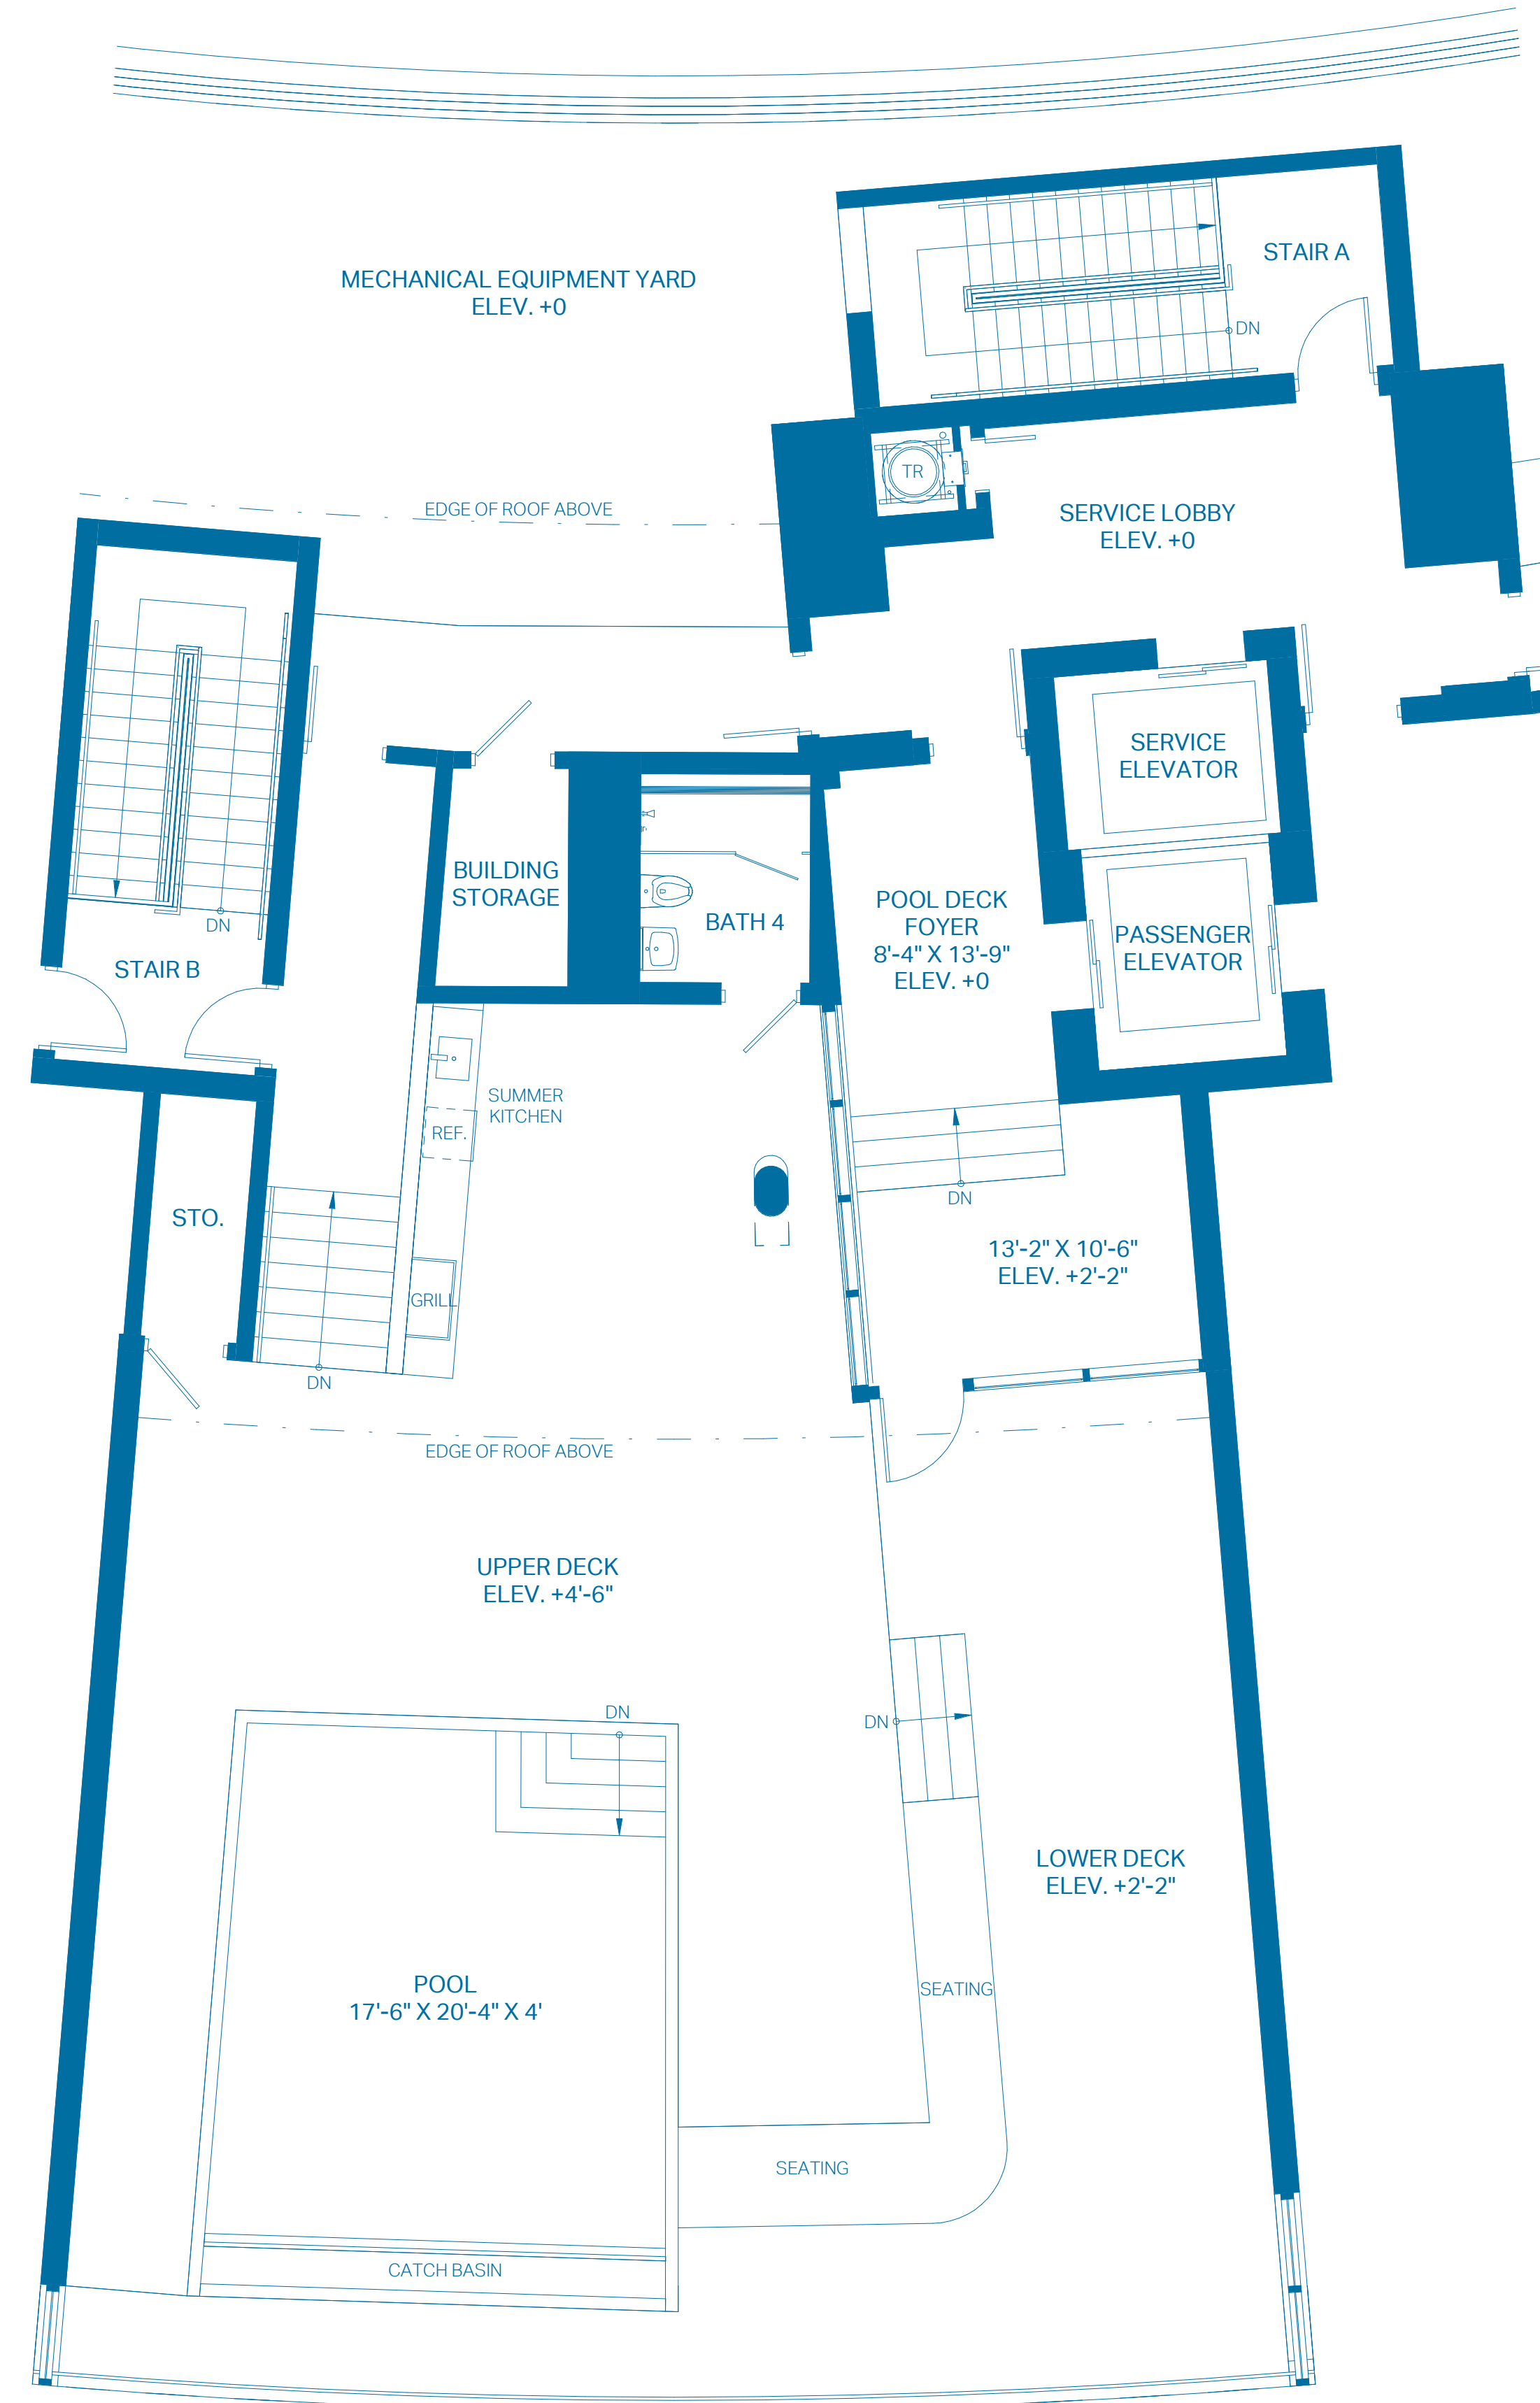 STAIR A
MECHANICAL EQUIPMENT YARD
ELEV. +0
DN
TR
EDGE OF ROOF ABOVE
SERVICE LOBBY
ELEV. +0
SERVICE
ELEVATOR
BUILDING
STORAGE
BATH 4
POOL DECK
FOYER
8'-4" X 13'-9"
ELEV. +0
PASSENGER
ELEVATOR
DN
STAIR B
SUMMER
KITCHEN
REF.
STO.
DN
13'-2" X 10'-6"
ELEV. +2'-2"
GRILL
DN
EDGE OF ROOF ABOVE
UPPER DECK
ELEV. +4'-6"
DN
DN
LOWER DECK
ELEV. +2'-2"
POOL
17'-6" X 20'-4" X 4'
SEATING
SEATING
CATCH BASIN